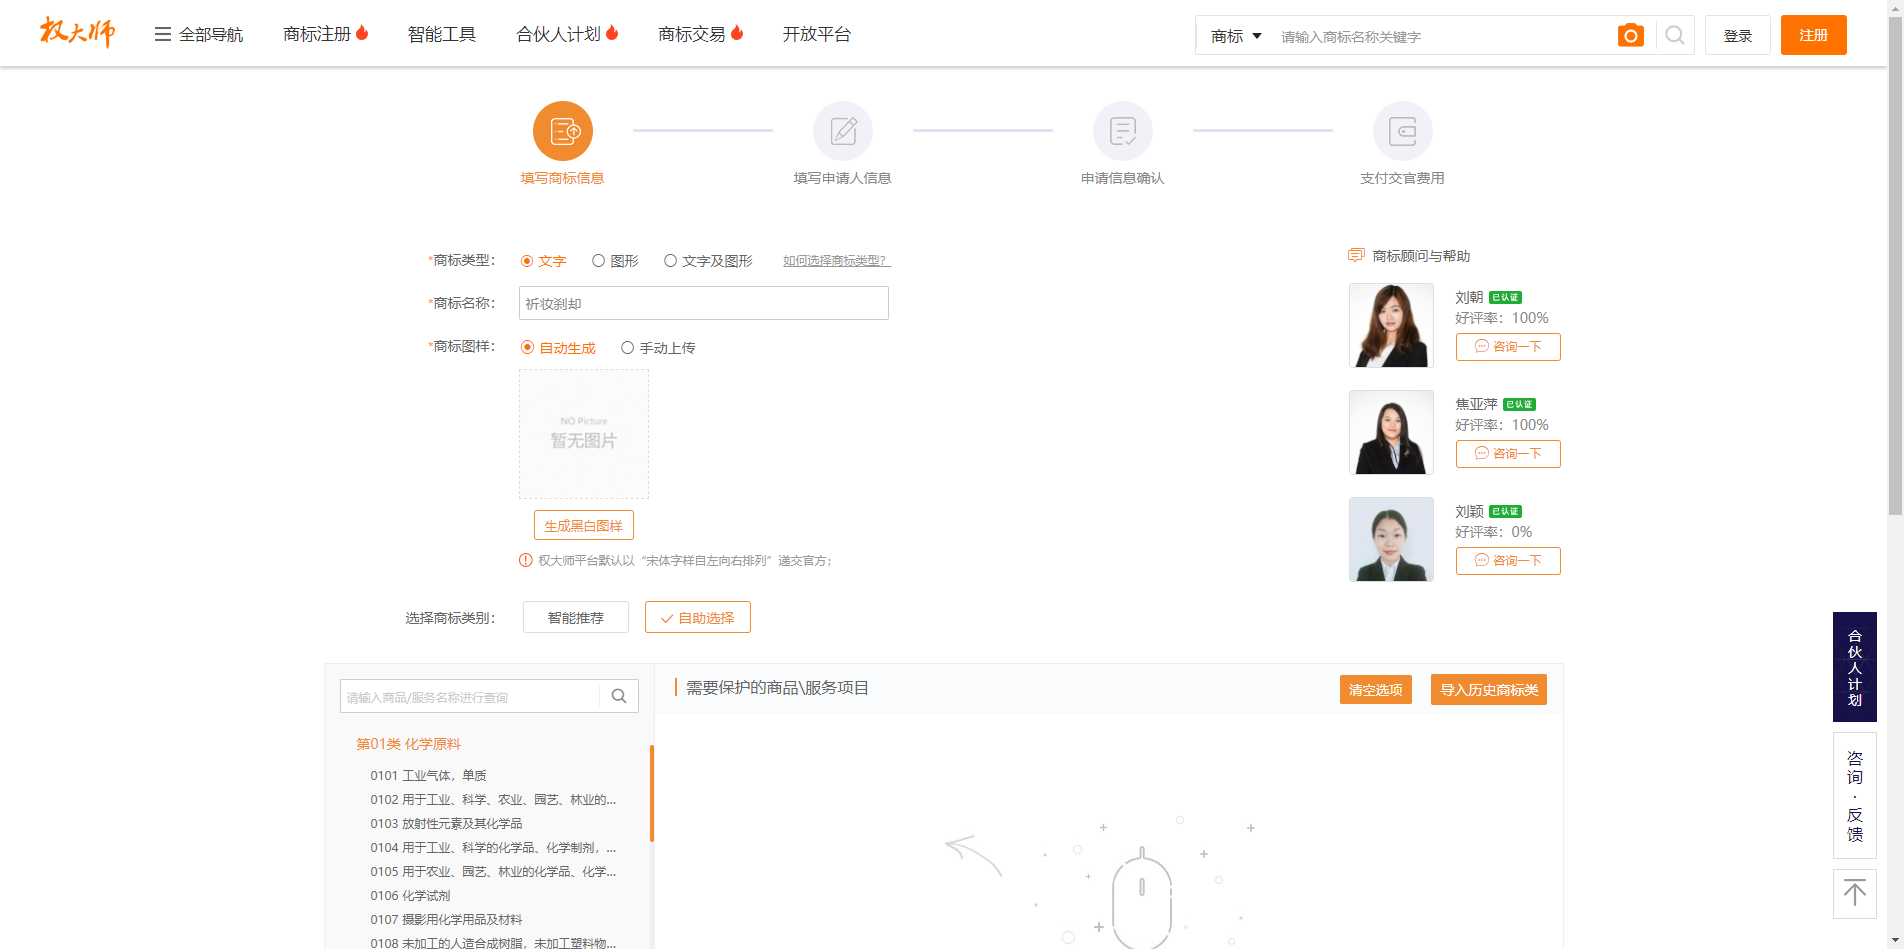 权大师 全部导航 商标注册 智能工具 合伙人计划 商标交易 开放平台 商标 请输入商标名称关键字 登录 注册
填写商标信息 填写申请人信息 申请信息确认 支付交官费用
*商标类型： 文字 图形 文字及图形 如何选择商标类型？
*商标名称： 祈妆刹却
*商标图样： 自动生成 手动上传
NO Picture
暂无图片
生成黑白图样
权大师平台默认以“宋体字样自左向右排列”递交官方；
商标顾问与帮助
刘朝 已认证
好评率：100%
咨询一下
焦亚萍 已认证
好评率：100%
咨询一下
刘颖 已认证
好评率：0%
咨询一下
选择商标类别： 智能推荐 自助选择
请输入商品/服务名称进行查询
第01类 化学原料
0101 工业气体，单质
0102 用于工业、科学、农业、园艺、林业的...
0103 放射性元素及其化学品
0104 用于工业、科学的化学品、化学制剂，...
0105 用于农业、园艺、林业的化学品、化学...
0106 化学试剂
0107 摄影用化学用品及材料
0108 未加工的人造合成树脂，未加工塑料物...
需要保护的商品\服务项目 清空选项 导入历史商标类
合伙人计划
咨询·反馈